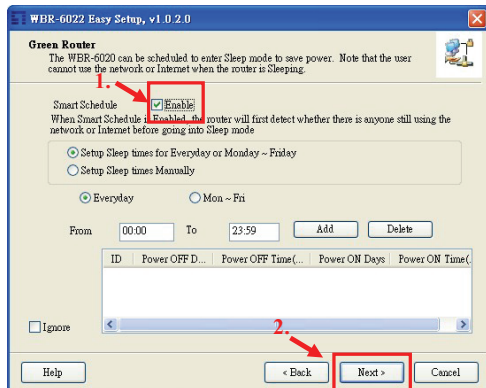 WBR-6022 Easy Setup, v1.0.2.0
Green Router
The WBR-6020 can be scheduled to enter Sleep mode to save power. Note that the user
cannot use the network or Internet when the router is Sleeping.
1.
Smart Schedule Enable
When Smart Schedule is Enabled, the router will first detect whether there is anyone still using the
network or Internet before going into Sleep mode
Setup Sleep times for Everyday or Monday ~ Friday
Setup Sleep times Manually
Everyday Mon ~ Fri
From 00:00 To 23:59 Add Delete
ID Power OFF D... Power OFF Time(... Power ON Days Power ON Time(.
Ignore
2.
Help < Back Next > Cancel